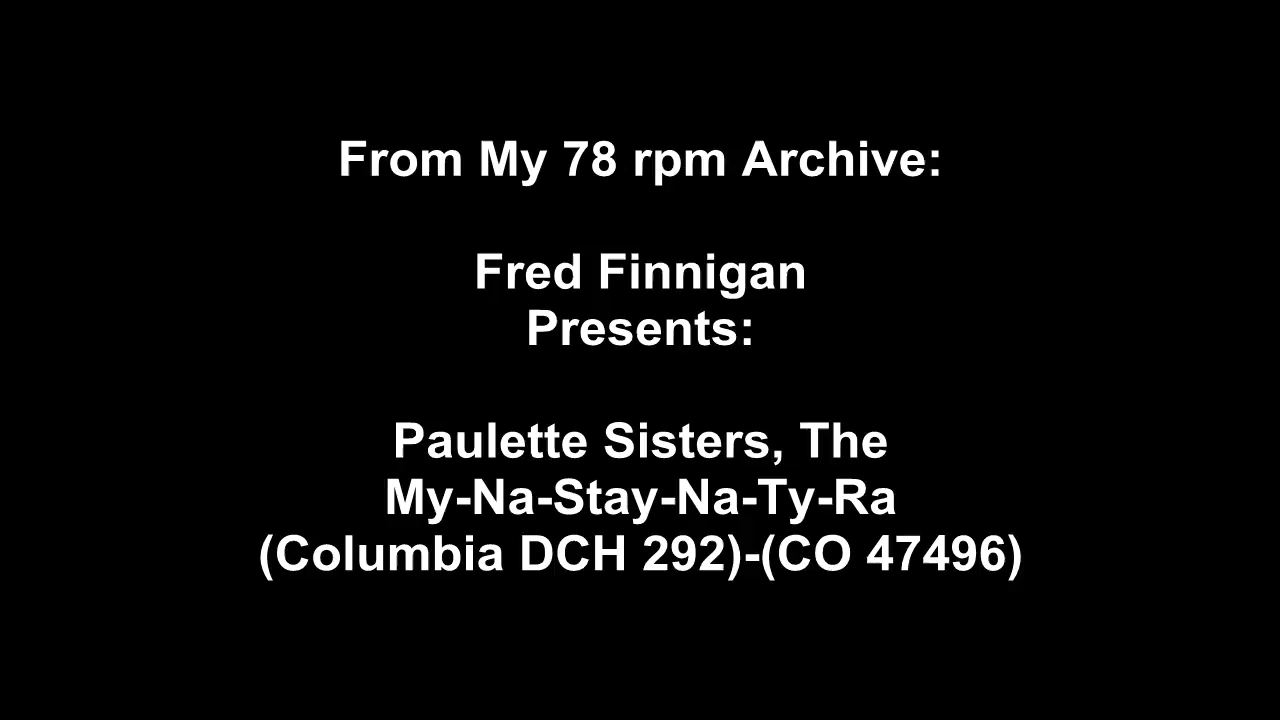 From My 78 rpm Archive:
Fred Finnigan
Presents:
Paulette Sisters, The
My-Na-Stay-Na-Ty-Ra
(Columbia DCH 292)-(CO 47496)